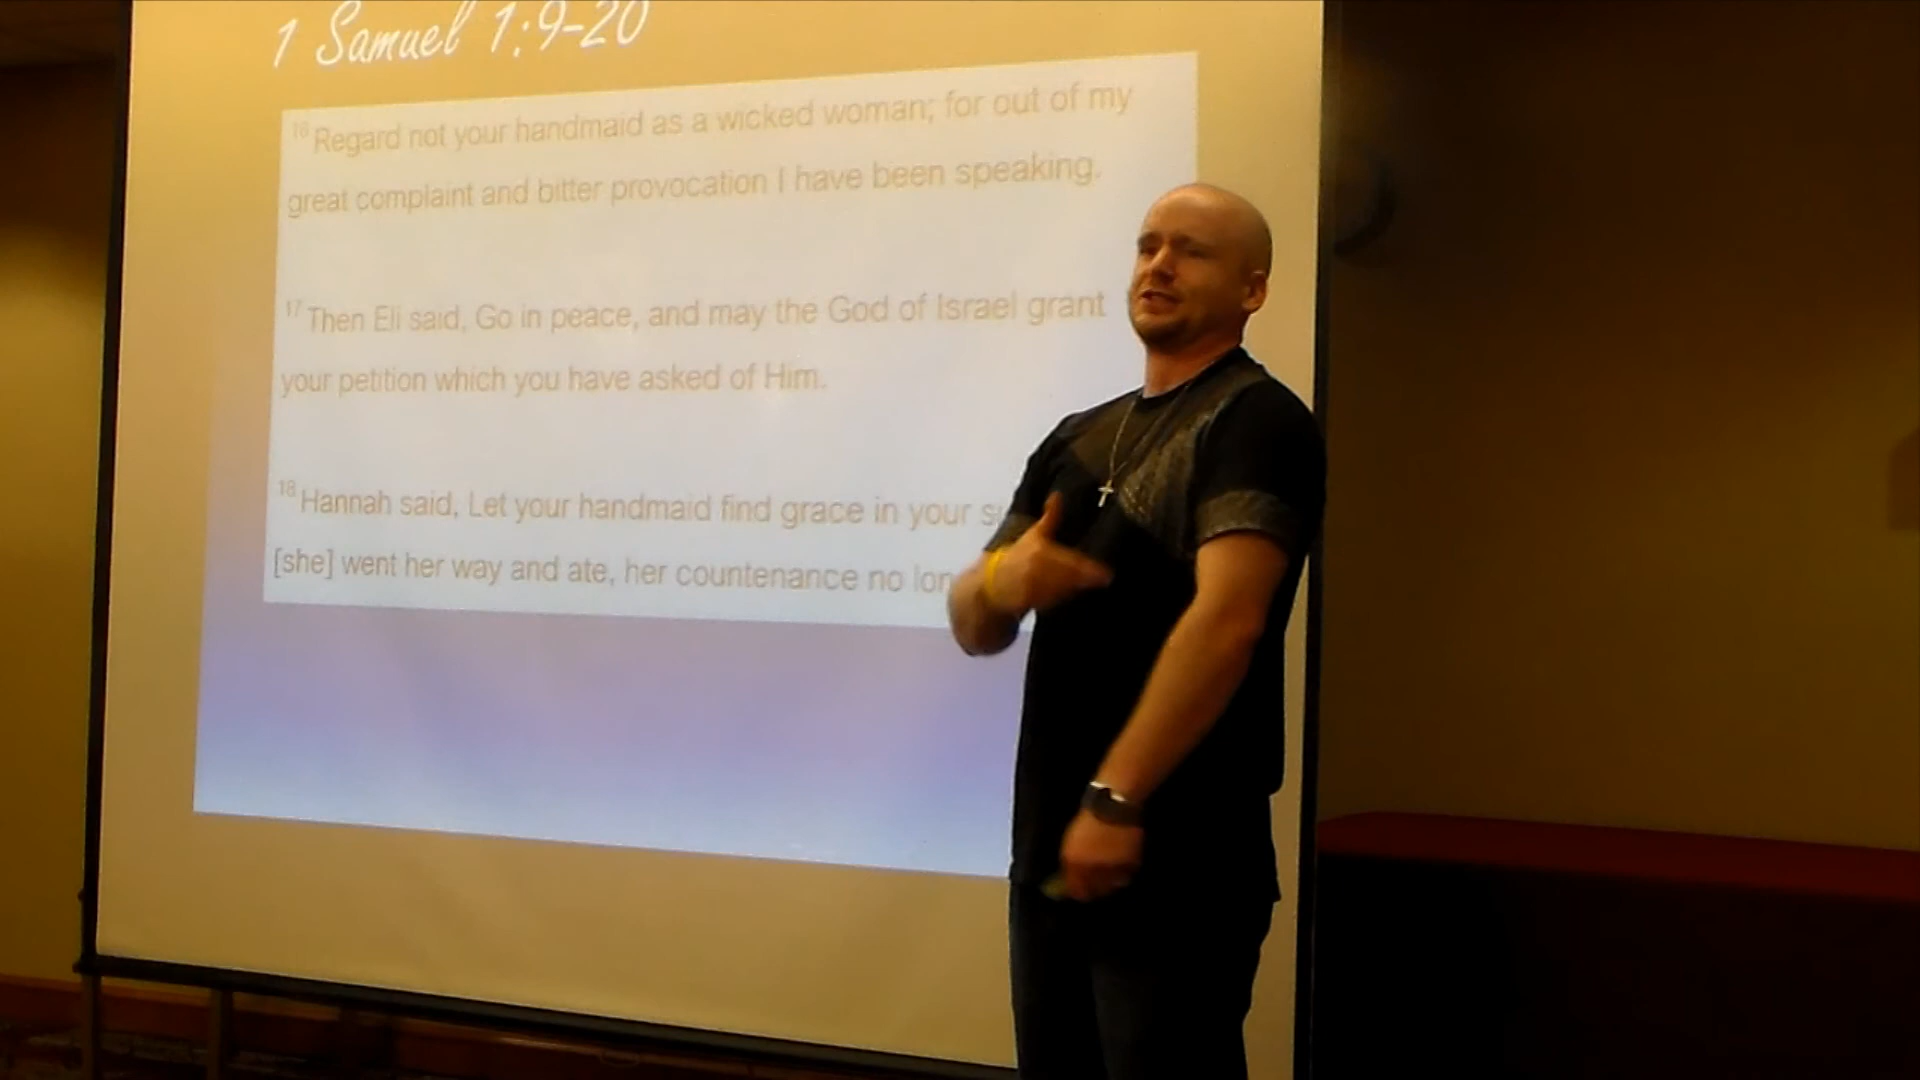 1 Samuel 1:9-20
16 Regard not your handmaid as a wicked woman; for out of my
great complaint and bitter provocation I have been speaking.
17 Then Eli said, Go in peace, and may the God of Israel grant
your petition which you have asked of Him.
18 Hannah said, Let your handmaid find grace in your
[she] went her way and ate, her countenance no